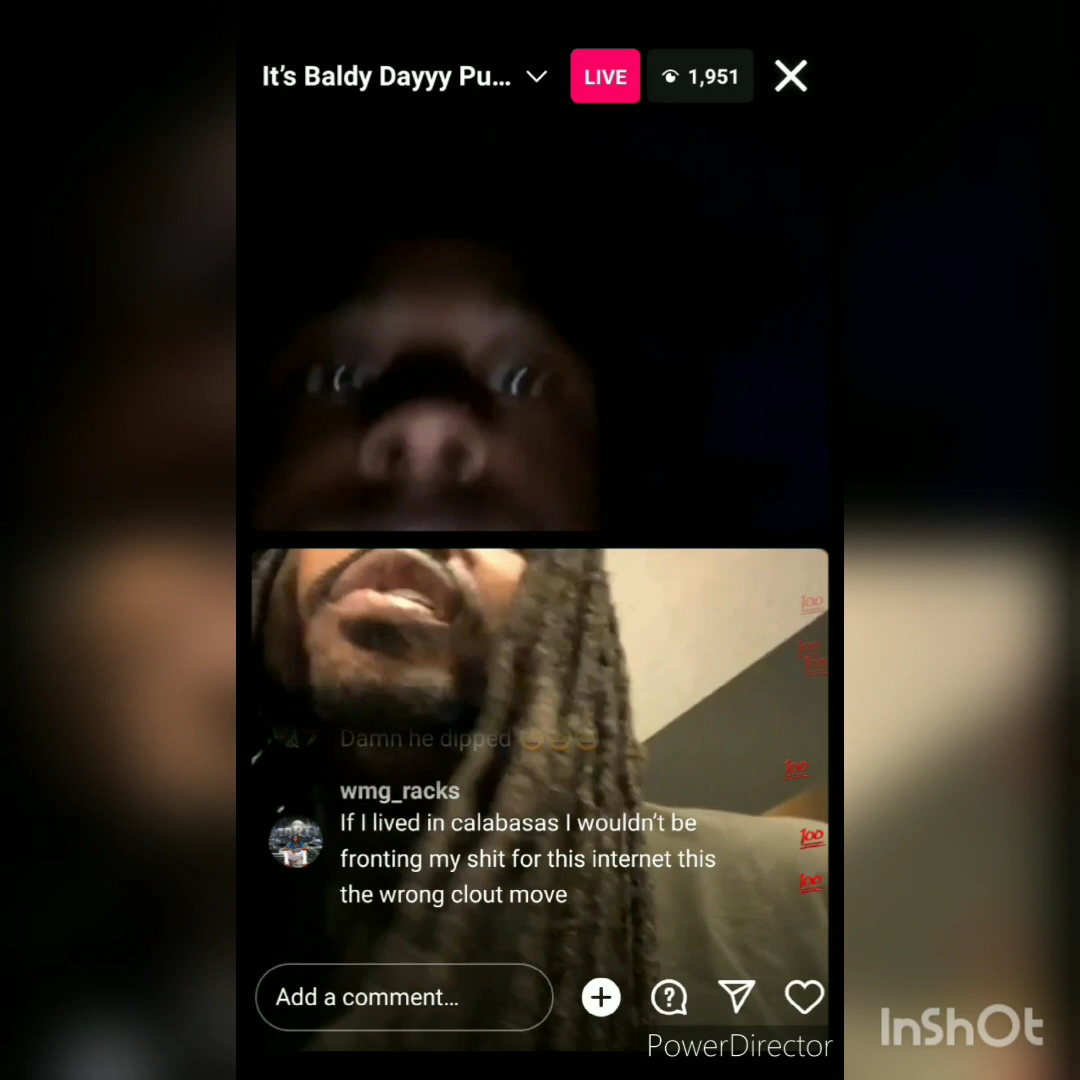 It’s Baldy Dayyy Pu...
LIVE
1,951
Damn he dipped
wmg_racks
If I lived in calabasas I wouldn't be
fronting my shit for this internet this
the wrong clout move
Add a comment...
PowerDirector
InShOt